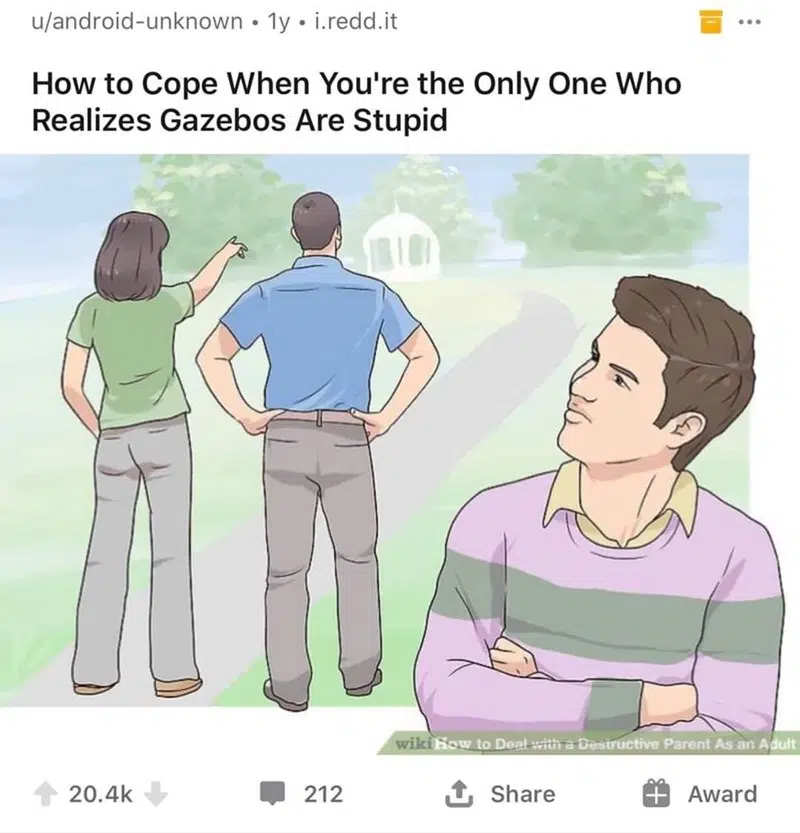 u/android-unknown • 1y • i.redd.it
How to Cope When You're the Only One Who
Realizes Gazebos Are Stupid
wikiHow to Deal with a Destructive Parent As an Adult
20.4k
212
Share
Award